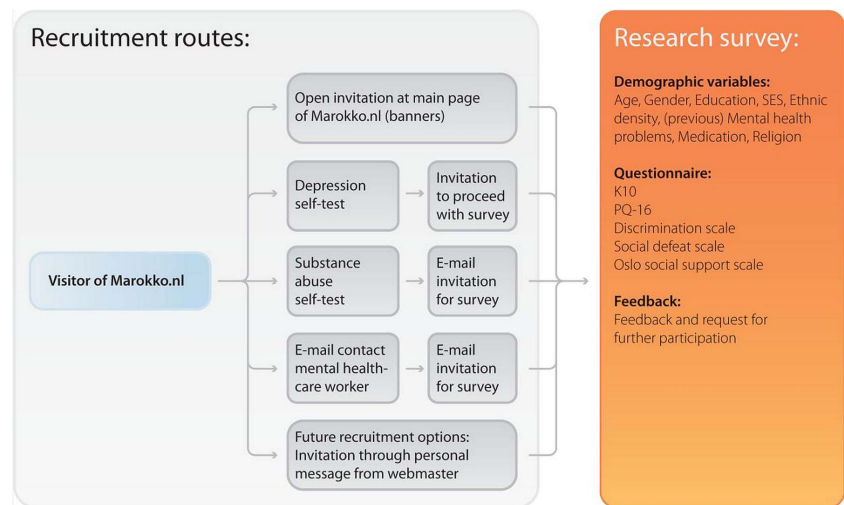 Recruitment routes:
Visitor of Marokko.nl
Open invitation at main page
of Marokko.nl (banners)
Depression
self-test
Invitation
to proceed
with survey
Substance
abuse
self-test
E-mail
invitation
for survey
E-mail contact
mental health-
care worker
E-mail
invitation
for survey
Future recruitment options:
Invitation through personal
message from webmaster
Research survey:
Demographic variables:
Age, Gender, Education, SES, Ethnic
density, (previous) Mental health
problems, Medication, Religion
Questionnaire:
K10
PQ-16
Discrimination scale
Social defeat scale
Oslo social support scale
Feedback:
Feedback and request for
further participation